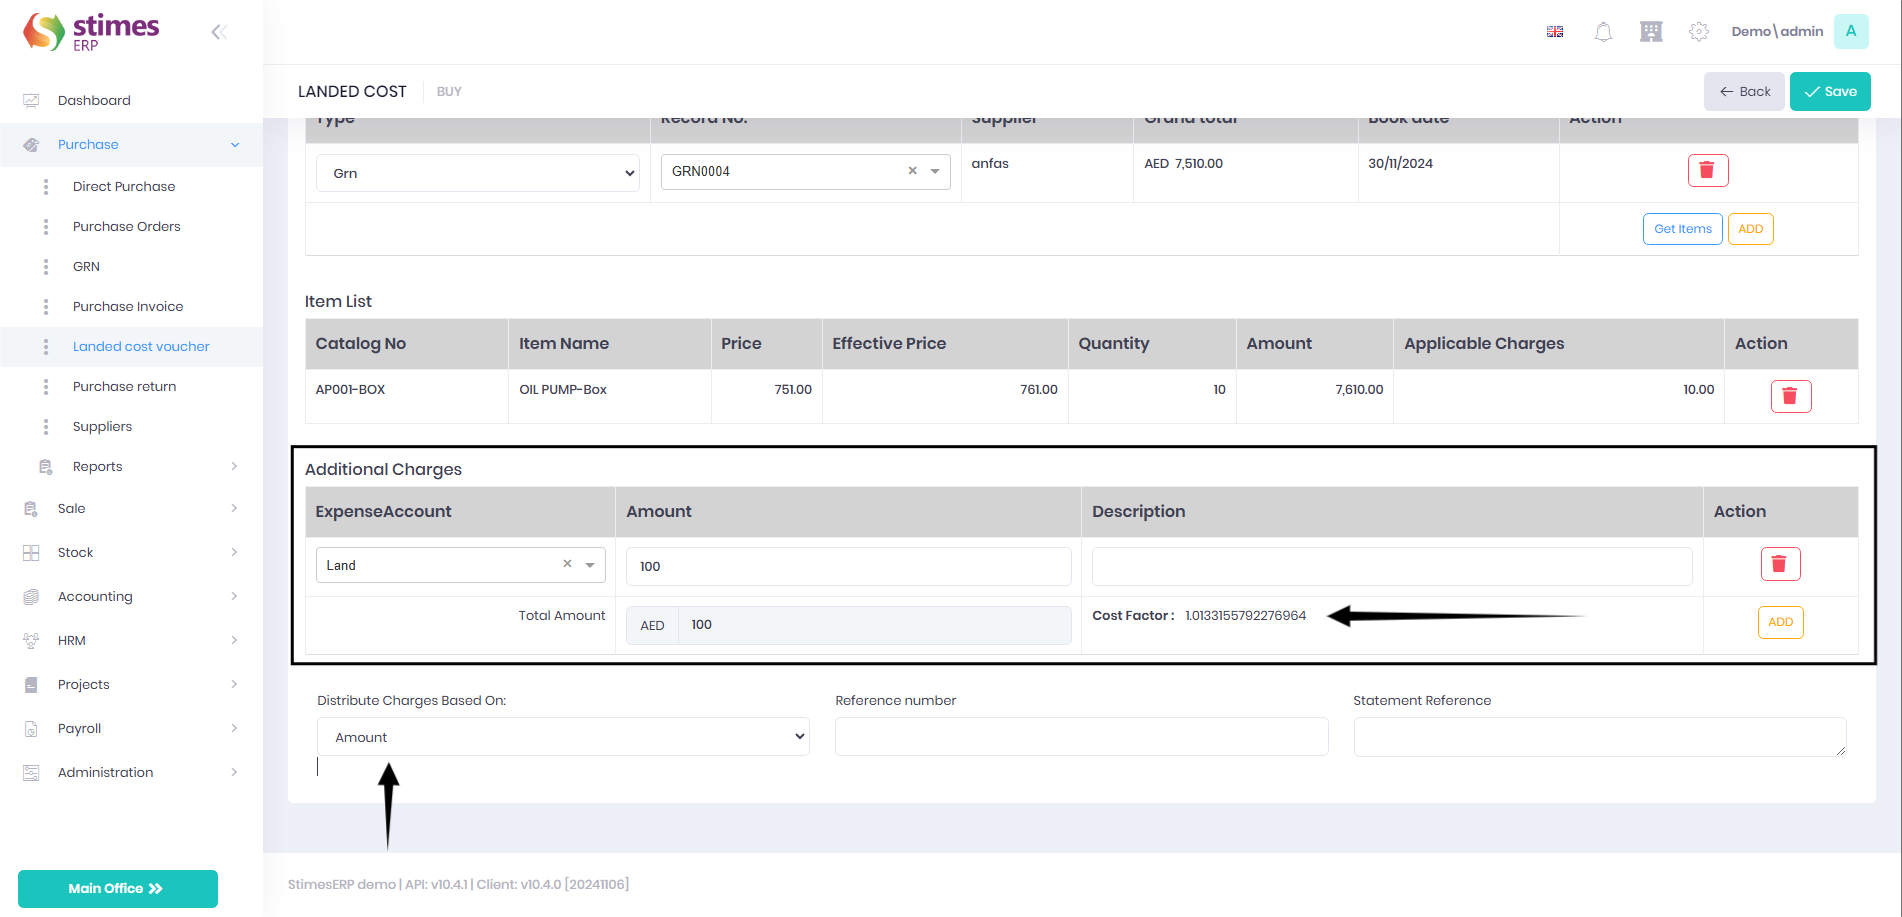 stimes
ERP
Demo\admin
A
LANDED COST
BUY
Back
Save
Dashboard
Purchase
Direct Purchase
Purchase Orders
GRN
Purchase Invoice
Landed cost voucher
Purchase return
Suppliers
Reports
Sale
Stock
Accounting
HRM
Projects
Payroll
Administration
Main Office
Type Record No. Supplier Grand total Book date Action
Grn GRN0004 × anfas AED 7,510.00 30/11/2024
Get Items ADD
Item List
Catalog No Item Name Price Effective Price Quantity Amount Applicable Charges Action
AP001-BOX OIL PUMP-Box 751.00 761.00 10 7,610.00 10.00
Additional Charges
ExpenseAccount Amount Description Action
Land × 100
Total Amount AED 100 Cost Factor : 1.0133155792276964 ADD
Distribute Charges Based On: Reference number Statement Reference
Amount
StimesERP demo | API: v10.4.1 | Client: v10.4.0 [20241106]